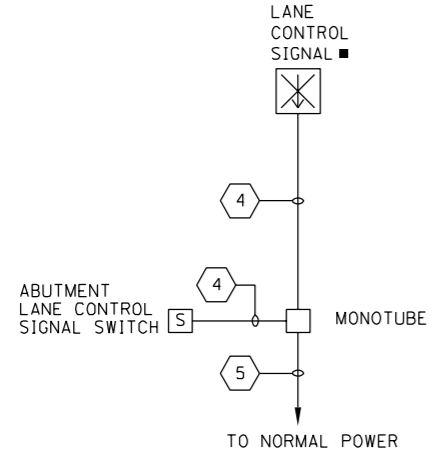 LANE
CONTROL
SIGNAL ■
4
4
ABUTMENT
LANE CONTROL
SIGNAL SWITCH
S
MONOTUBE
5
TO NORMAL POWER